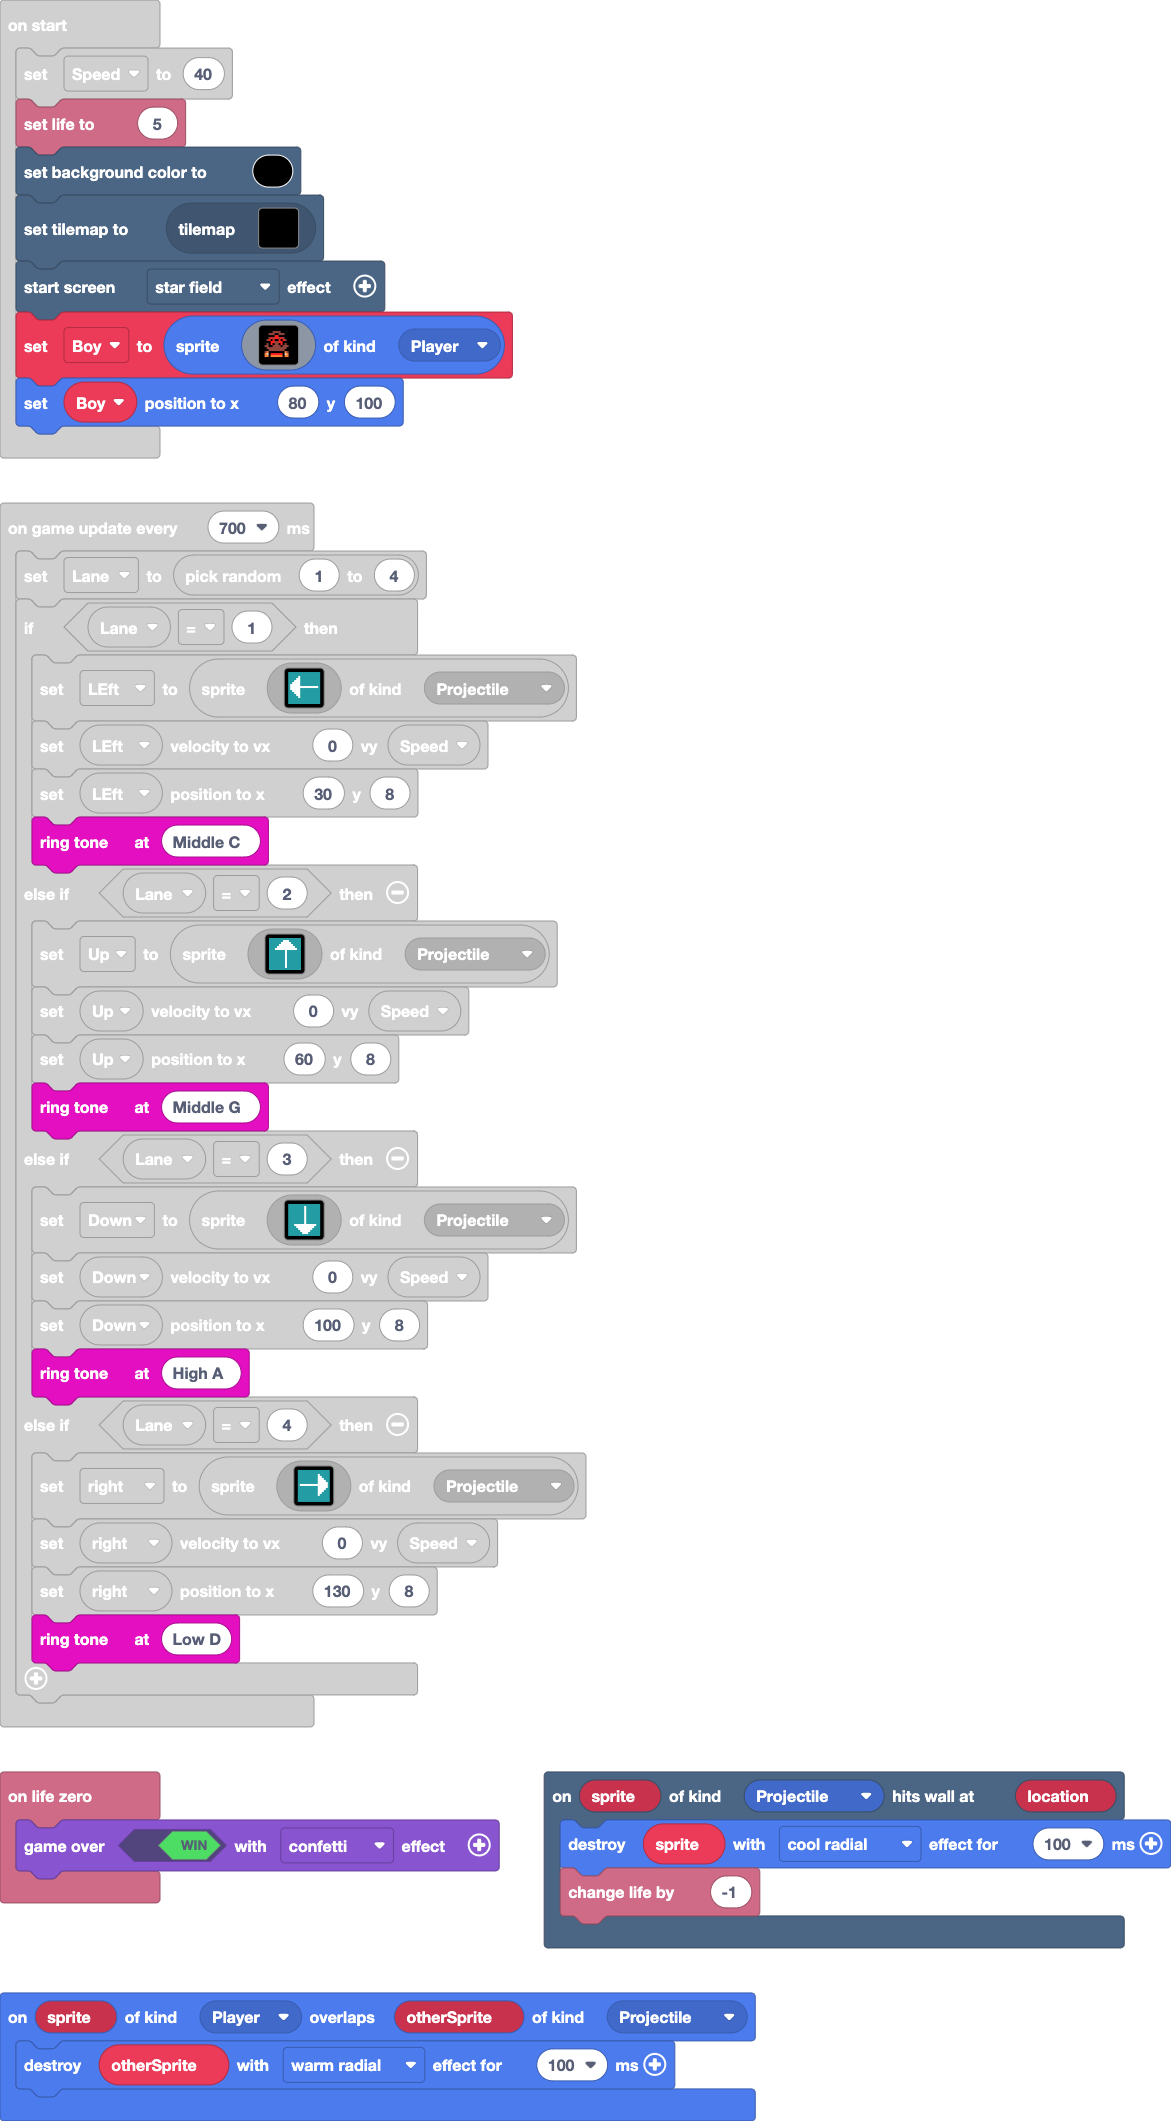 on start
set Speed to 40
set life to 5
set background color to
set tilemap to tilemap
start screen star field effect
set Boy to sprite of kind Player
set Boy position to x 80 y 100
on game update every 700 ms
set Lane to pick random 1 to 4
if Lane = 1 then
set LEft to sprite of kind Projectile
set LEft velocity to vx 0 vy Speed
set LEft position to x 30 y 8
ring tone at Middle C
else if Lane = 2 then
set Up to sprite of kind Projectile
set Up velocity to vx 0 vy Speed
set Up position to x 60 y 8
ring tone at Middle G
else if Lane = 3 then
set Down to sprite of kind Projectile
set Down velocity to vx 0 vy Speed
set Down position to x 100 y 8
ring tone at High A
else if Lane = 4 then
set right to sprite of kind Projectile
set right velocity to vx 0 vy Speed
set right position to x 130 y 8
ring tone at Low D
on life zero
game over WIN with confetti effect
on sprite of kind Projectile hits wall at location
destroy sprite with cool radial effect for 100 ms
change life by -1
on sprite of kind Player overlaps otherSprite of kind Projectile
destroy otherSprite with warm radial effect for 100 ms